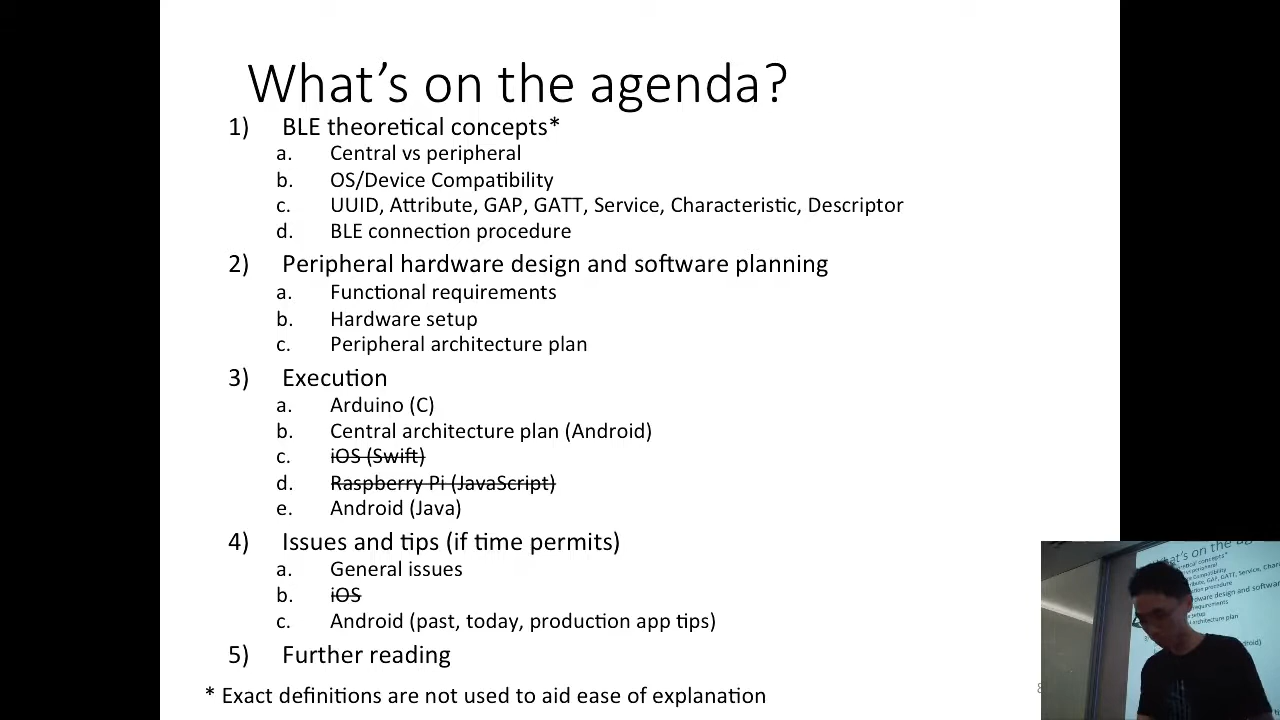 What's on the agenda?
1) BLE theoretical concepts*
a. Central vs peripheral
b. OS/Device Compatibility
c. UUID, Attribute, GAP, GATT, Service, Characteristic, Descriptor
d. BLE connection procedure
2) Peripheral hardware design and software planning
a. Functional requirements
b. Hardware setup
c. Peripheral architecture plan
3) Execution
a. Arduino (C)
b. Central architecture plan (Android)
c. iOS (Swift)
d. Raspberry Pi (JavaScript)
e. Android (Java)
4) Issues and tips (if time permits)
a. General issues
b. iOS
c. Android (past, today, production app tips)
5) Further reading
* Exact definitions are not used to aid ease of explanation